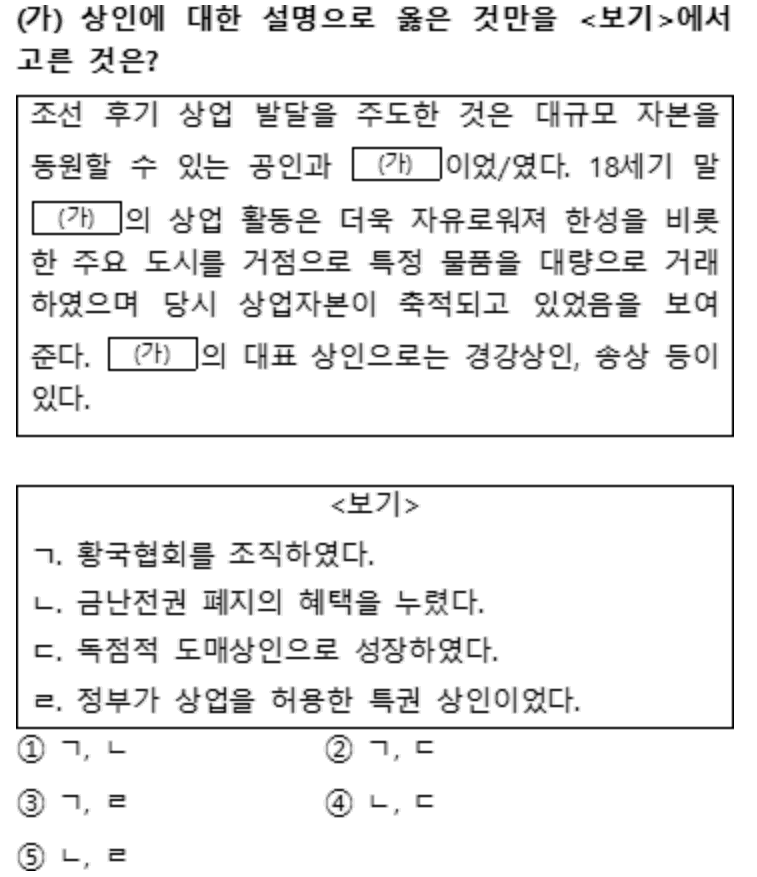 (가) 상인에 대한 설명으로 옳은 것만을 <보기>에서
고른 것은?
조선 후기 상업 발달을 주도한 것은 대규모 자본을
동원할 수 있는 공인과 (가) 이었/였다. 18세기 말
(가) 의 상업 활동은 더욱 자유로워져 한성을 비롯
한 주요 도시를 거점으로 특정 물품을 대량으로 거래
하였으며 당시 상업자본이 축적되고 있었음을 보여
준다. (가) 의 대표 상인으로는 경강상인, 송상 등이
있다.
<보기>
ㄱ. 황국협회를 조직하였다.
ㄴ. 금난전권 폐지의 혜택을 누렸다.
ㄷ. 독점적 도매상인으로 성장하였다.
ㄹ. 정부가 상업을 허용한 특권 상인이었다.
① ㄱ, ㄴ ② ㄱ, ㄷ
③ ㄱ, ㄹ ④ ㄴ, ㄷ
⑤ ㄴ, ㄹ